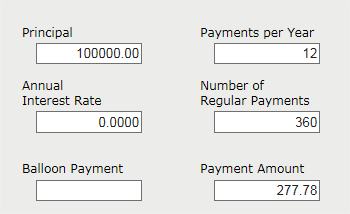 Principal
Payments per Year
100000.00
12
Annual
Interest Rate
Number of
Regular Payments
0.0000
360
Balloon Payment
Payment Amount
277.78